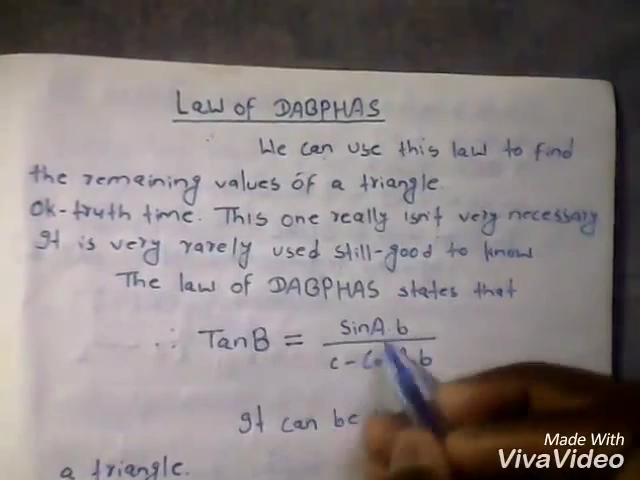 Law of DABPHAS
We can use this law to find
the remaining values of a triangle.
Ok-truth time. This one really isn't very necessary
It is very rarely used still-good to know
The law of DABPHAS states that
∴ TanB = sinA·b
c-Co b
It can be
a triangle.
Made With
VivaVideo